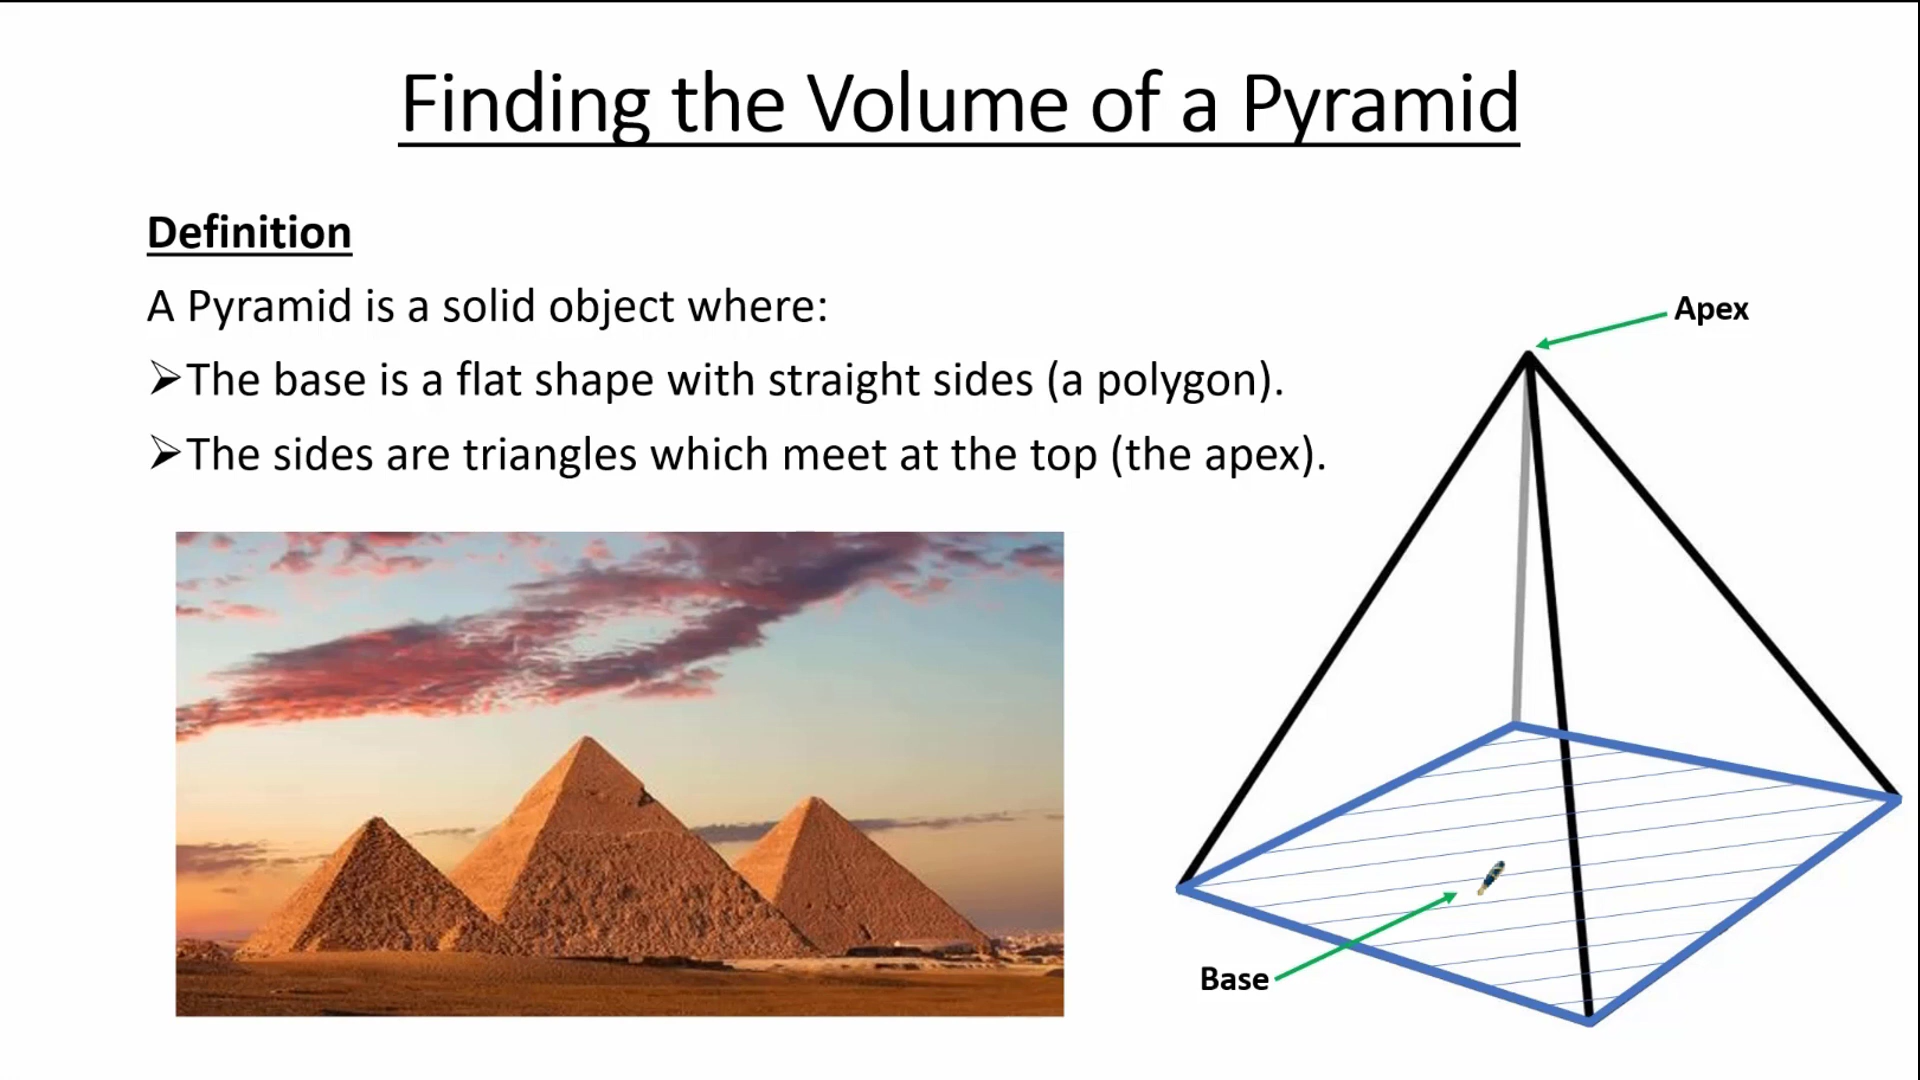 Finding the Volume of a Pyramid
Definition
A Pyramid is a solid object where:
➢The base is a flat shape with straight sides (a polygon).
➢The sides are triangles which meet at the top (the apex).
Apex
Base